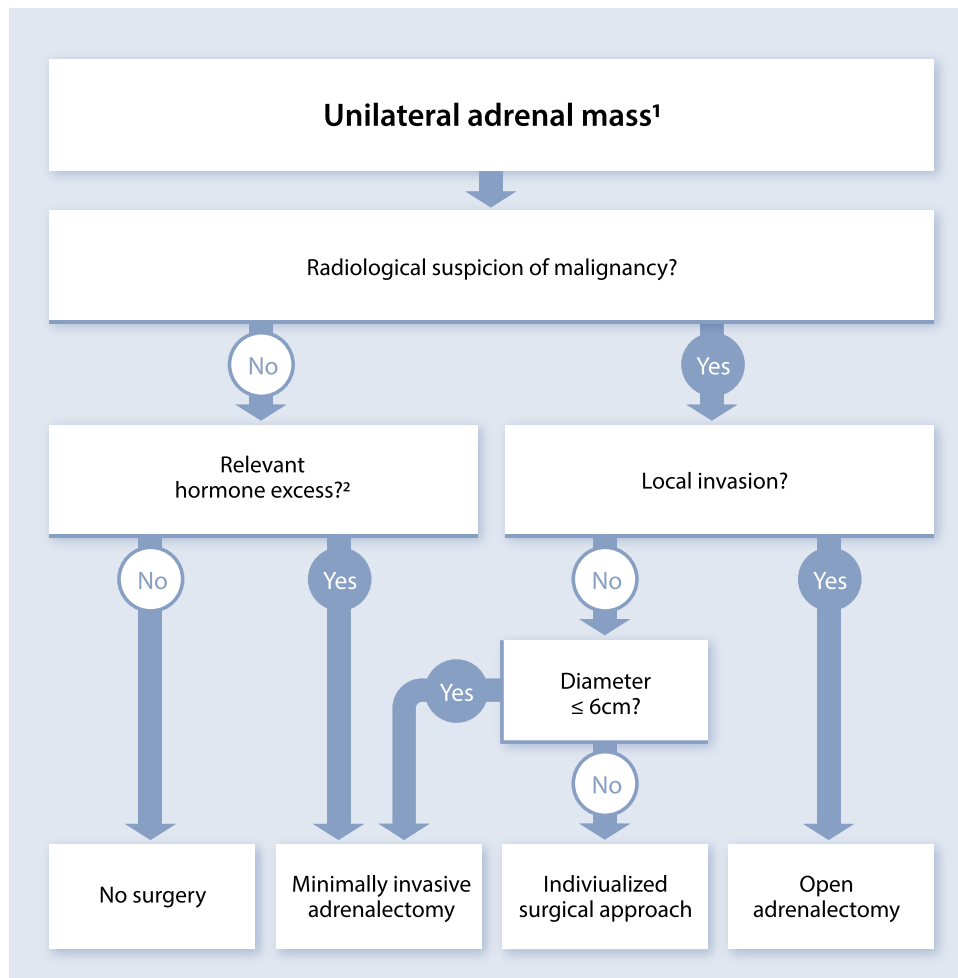 Unilateral adrenal mass¹
Radiological suspicion of malignancy?
No
Yes
Relevant
hormone excess?²
Local invasion?
No
Yes
No
Yes
Diameter
≤ 6cm?
Yes
No
No surgery
Minimally invasive
adrenalectomy
Indiviualized
surgical approach
Open
adrenalectomy